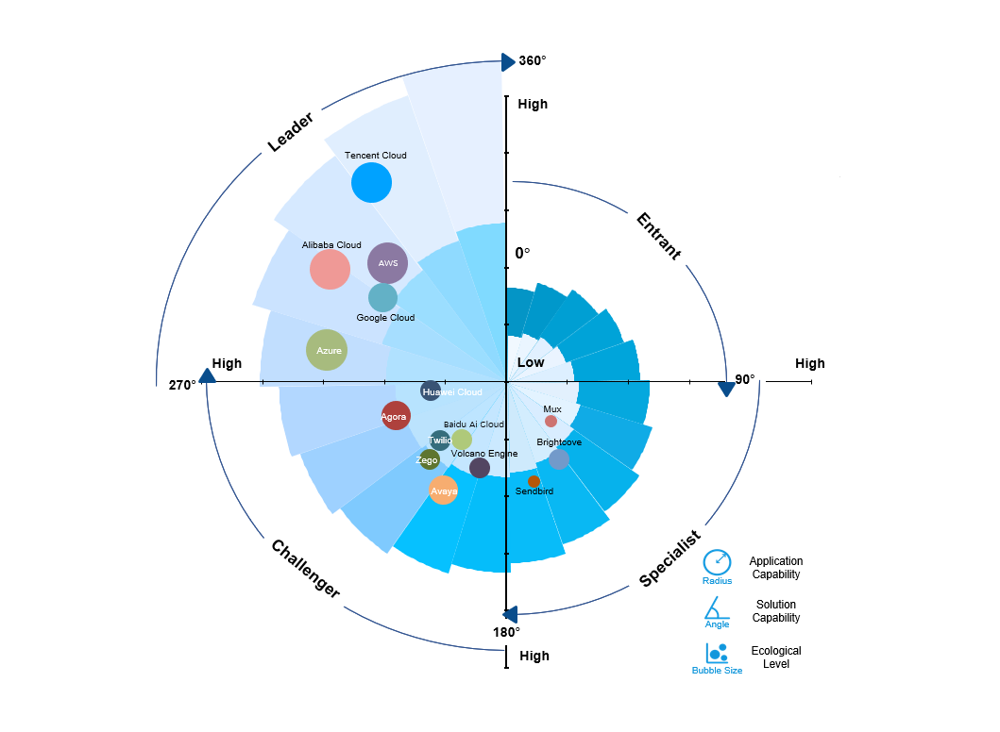 360°
High
Leader
Tencent Cloud
Entrant
Alibaba Cloud
0°
AWS
Google Cloud
Azure
Low
High
High
270°
90°
Huawei Cloud
Mux
Agora
Baidu Ai Cloud
Twilio
Brightcove
Volcano Engine
Zego
Avaya
Sendbird
Challenger
Specialist
Application
Capability
Radius
Solution
Capability
Angle
180°
High
Ecological
Level
Bubble Size